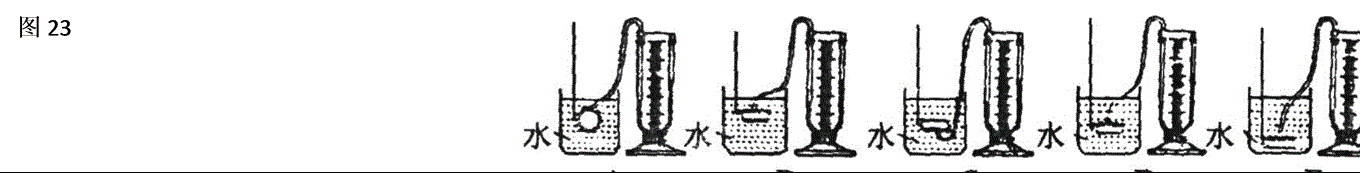 图 23
水 水 水 水 水